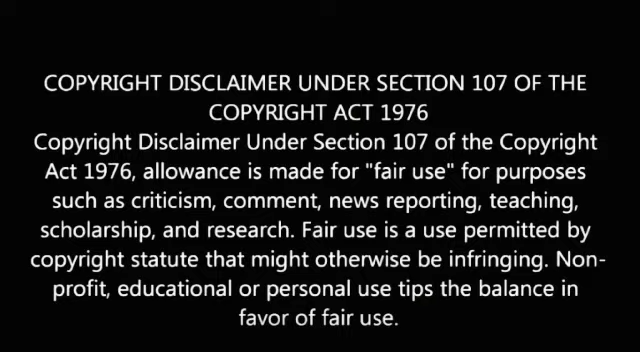 COPYRIGHT DISCLAIMER UNDER SECTION 107 OF THE
COPYRIGHT ACT 1976
Copyright Disclaimer Under Section 107 of the Copyright
Act 1976, allowance is made for "fair use" for purposes
such as criticism, comment, news reporting, teaching,
scholarship, and research. Fair use is a use permitted by
copyright statute that might otherwise be infringing. Non-
profit, educational or personal use tips the balance in
favor of fair use.